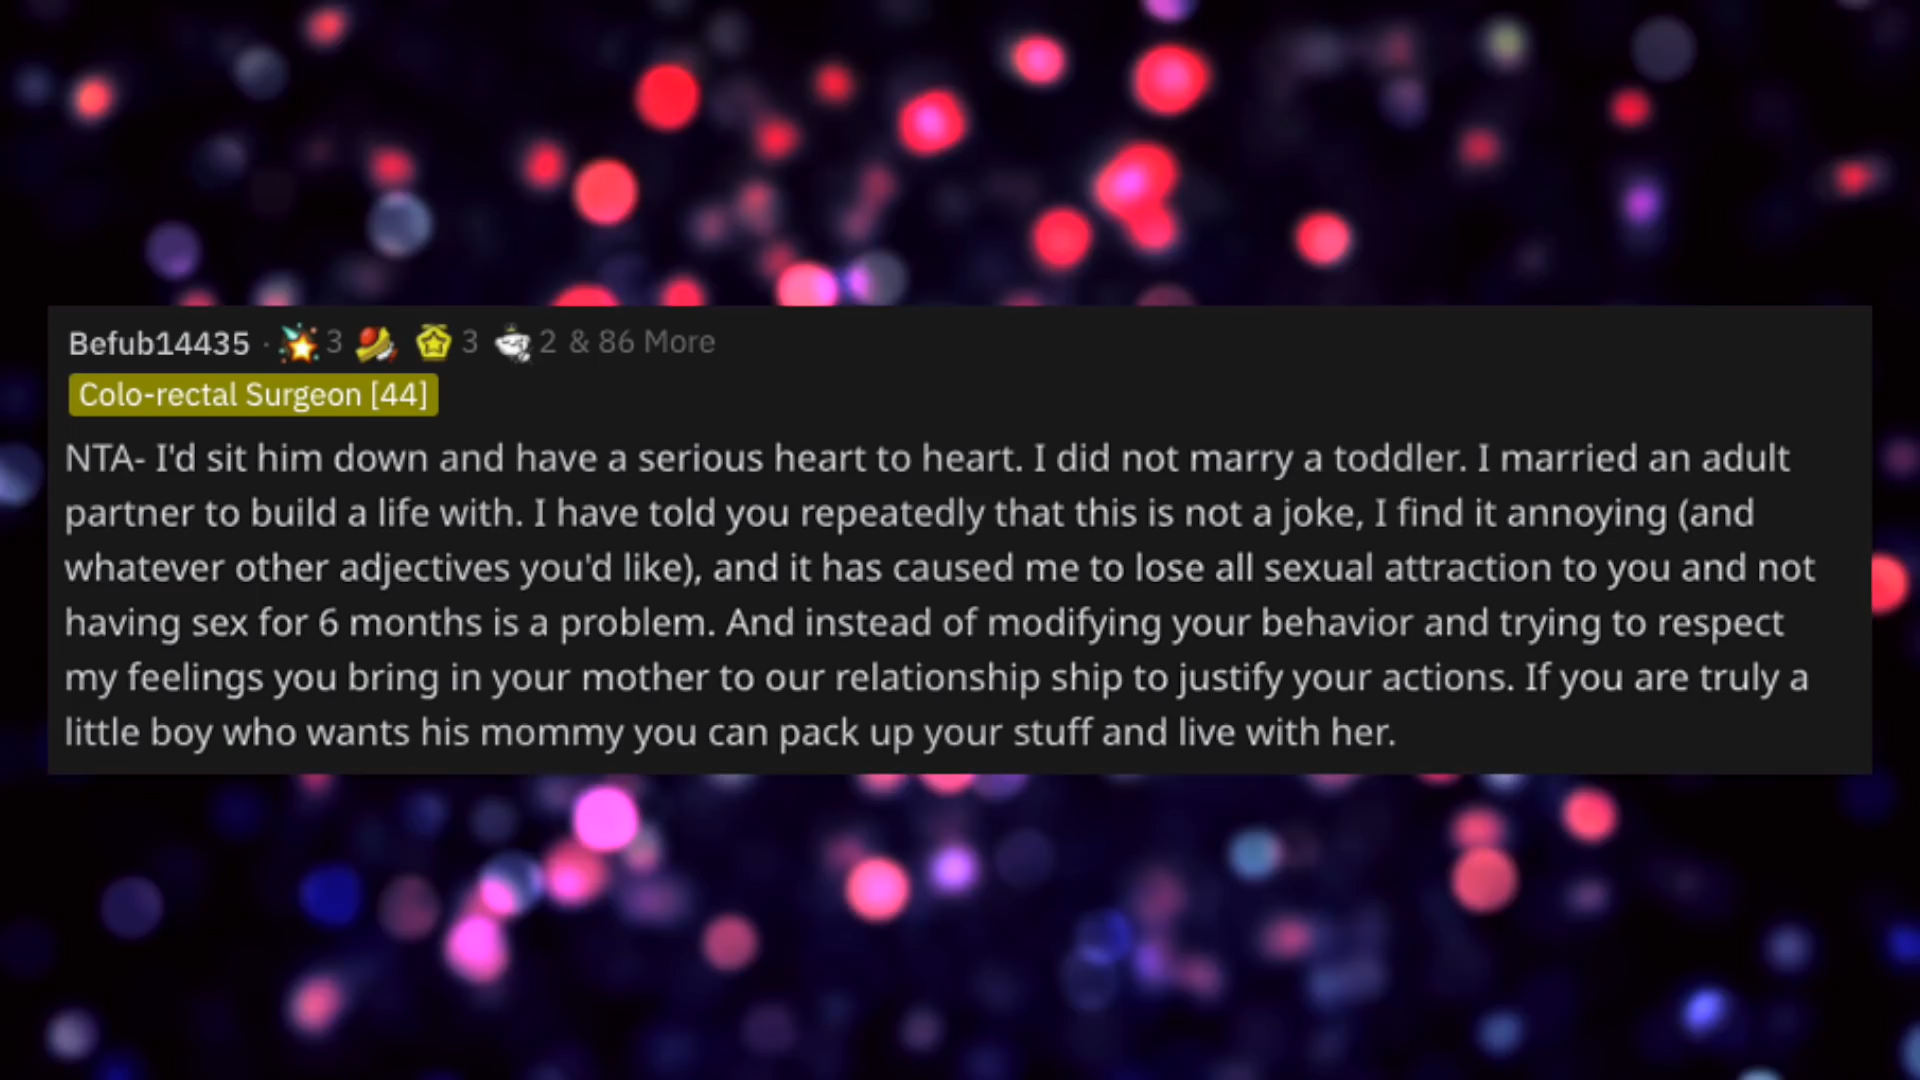 Befub14435 · 3 3 2 & 86 More
Colo-rectal Surgeon [44]
NTA- I'd sit him down and have a serious heart to heart. I did not marry a toddler. I married an adult
partner to build a life with. I have told you repeatedly that this is not a joke, I find it annoying (and
whatever other adjectives you'd like), and it has caused me to lose all sexual attraction to you and not
having sex for 6 months is a problem. And instead of modifying your behavior and trying to respect
my feelings you bring in your mother to our relationship ship to justify your actions. If you are truly a
little boy who wants his mommy you can pack up your stuff and live with her.